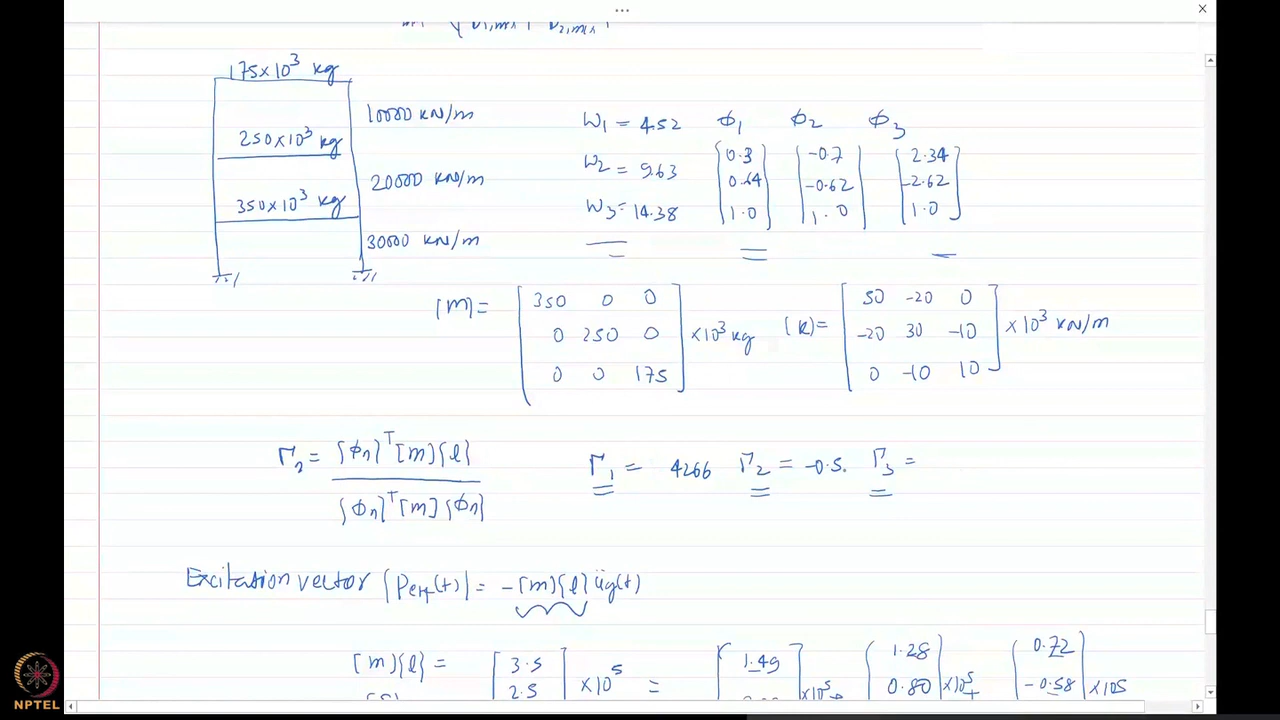 175×10³ kg
10000 kN/m
250×10³ kg
20000 kN/m
350×10³ kg
30000 kN/m
W₁ = 4.52 ϕ₁ ϕ₂ ϕ₃
W₂ = 9.63
W₃ = 14.38
0.3 -0.7 2.34
0.64 -0.62 -2.62
1.0 1.0 1.0
[m] = [350 0 0
0 250 0
0 0 175] ×10³ kg
[k] = [50 -20 0
-20 30 -10
0 -10 10] ×10³ kN/m
Γₙ = {ϕₙ}ᵀ[m]{l}
{ϕₙ}ᵀ[m]{ϕₙ}
Γ₁ = 4266 Γ₂ = -0.5. Γ₃ =
Excitation vector {Peff(t)} = -[m]{l} üg(t)
[m]{l} = [3.5 ×10⁵ = [1.49 ×10⁵ + [1.28 ×10⁵ + [0.72 ×105
2.5 0.80 -0.58
NPTEL